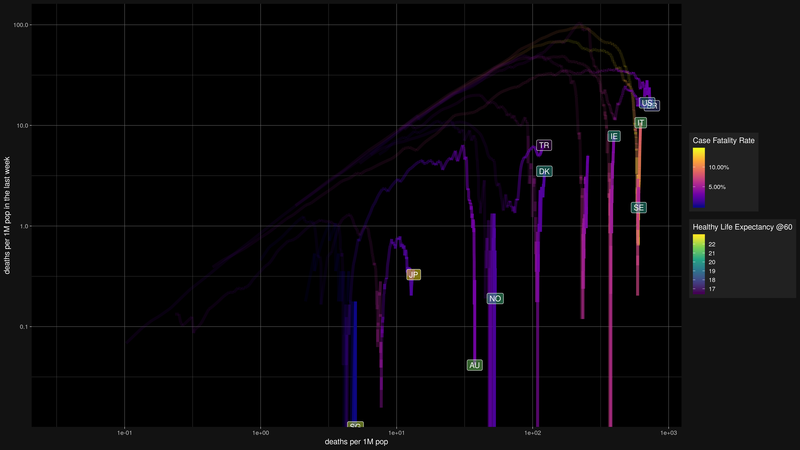 100.0
10.0
1.0
0.1
deaths per 1M pop in the last week
US
IT
IE
TR
DK
SE
JP
NO
AU
SG
1e-01
1e+00
1e+01
1e+02
1e+03
deaths per 1M pop
Case Fatality Rate
10.00%
5.00%
Healthy Life Expectancy @60
22
21
20
19
18
17